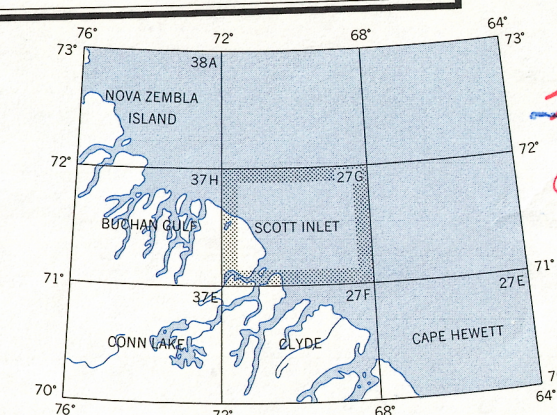 76°
72°
68°
64°
73°
73°
38A
NOVA ZEMBLA
ISLAND
72°
72°
37H
27G
BUCHAN GULF
SCOTT INLET
71°
71°
37E
27F
27E
CONN LAKE
CLYDE
CAPE HEWETT
70°
76°
72°
68°
64°